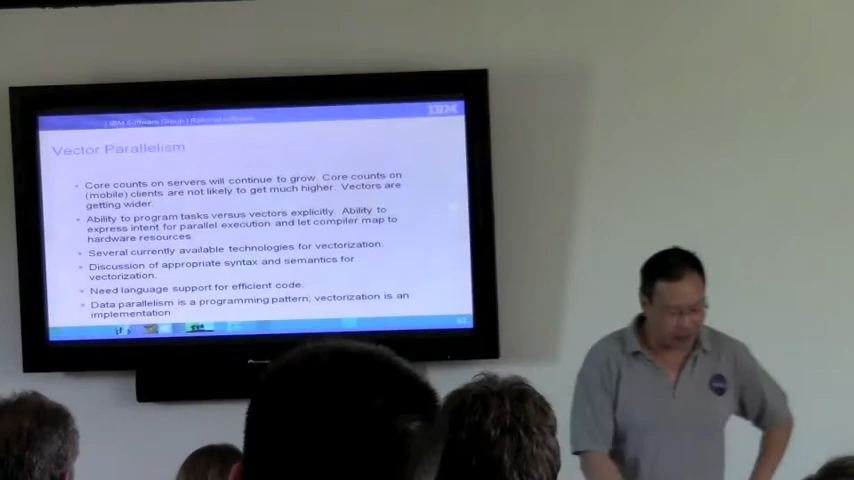 | IBM Software Group | Rational software
IBM
Vector Parallelism
Core counts on servers will continue to grow. Core counts on
(mobile) clients are not likely to get much higher. Vectors are
getting wider.
Ability to program tasks versus vectors explicitly. Ability to
express intent for parallel execution and let compiler map to
hardware resources
Several currently available technologies for vectorization.
Discussion of appropriate syntax and semantics for
vectorization.
Need language support for efficient code.
Data parallelism is a programming pattern; vectorization is an
implementation